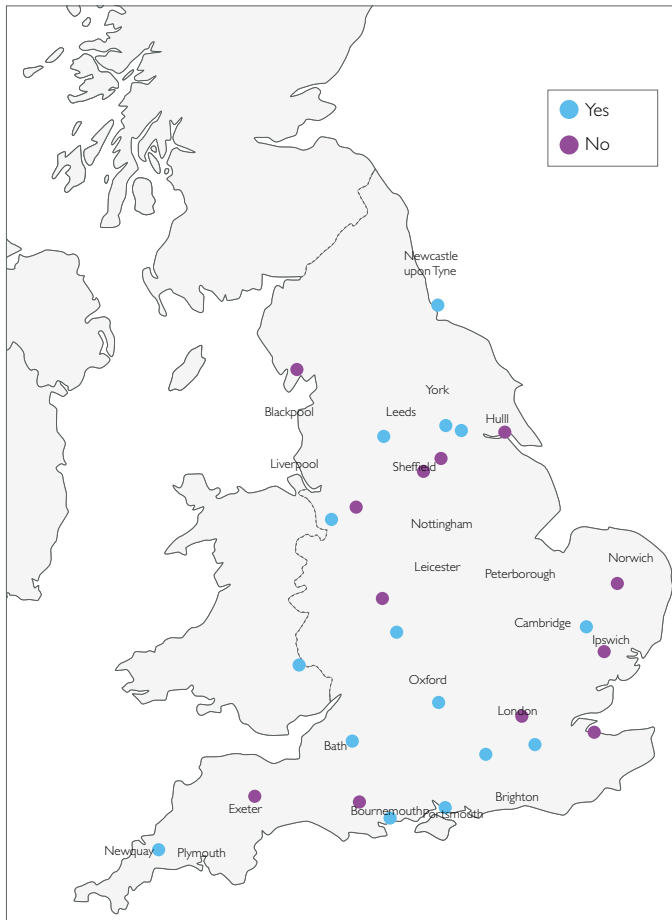 Yes
No
Newcastle
upon Tyne
York
Blackpool
Leeds
Hulll
Liverpool
Sheffield
Nottingham
Leicester
Peterborough
Norwich
Cambridge
Ipswich
Oxford
London
Bath
Brighton
Exeter
Bournemouth
Portsmouth
Newquay
Plymouth